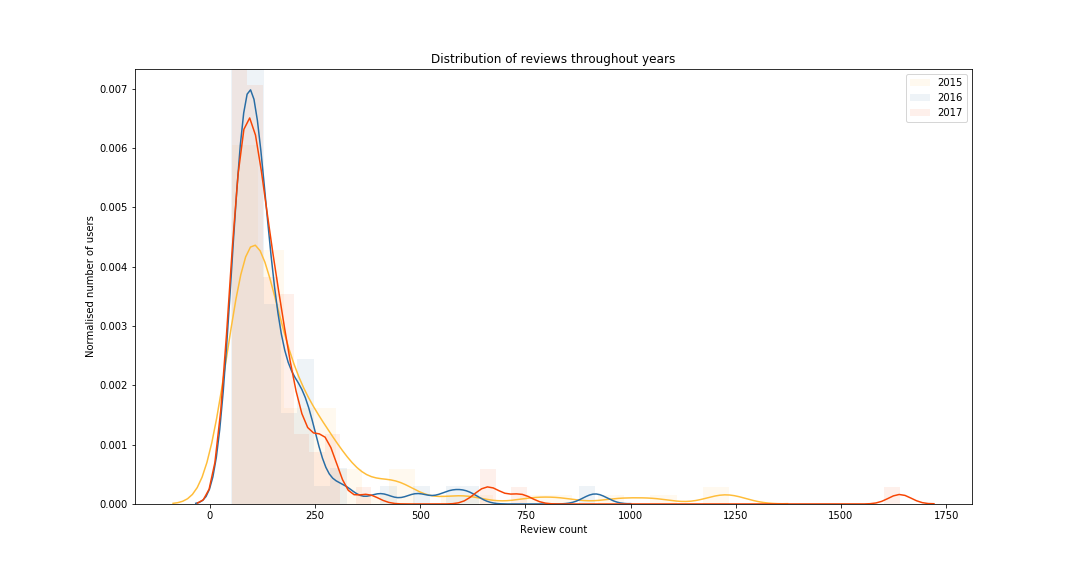 Distribution of reviews throughout years
2015
2016
2017
Normalised number of users
0.007
0.006
0.005
0.004
0.003
0.002
0.001
0.000
0 250 500 750 1000 1250 1500 1750
Review count